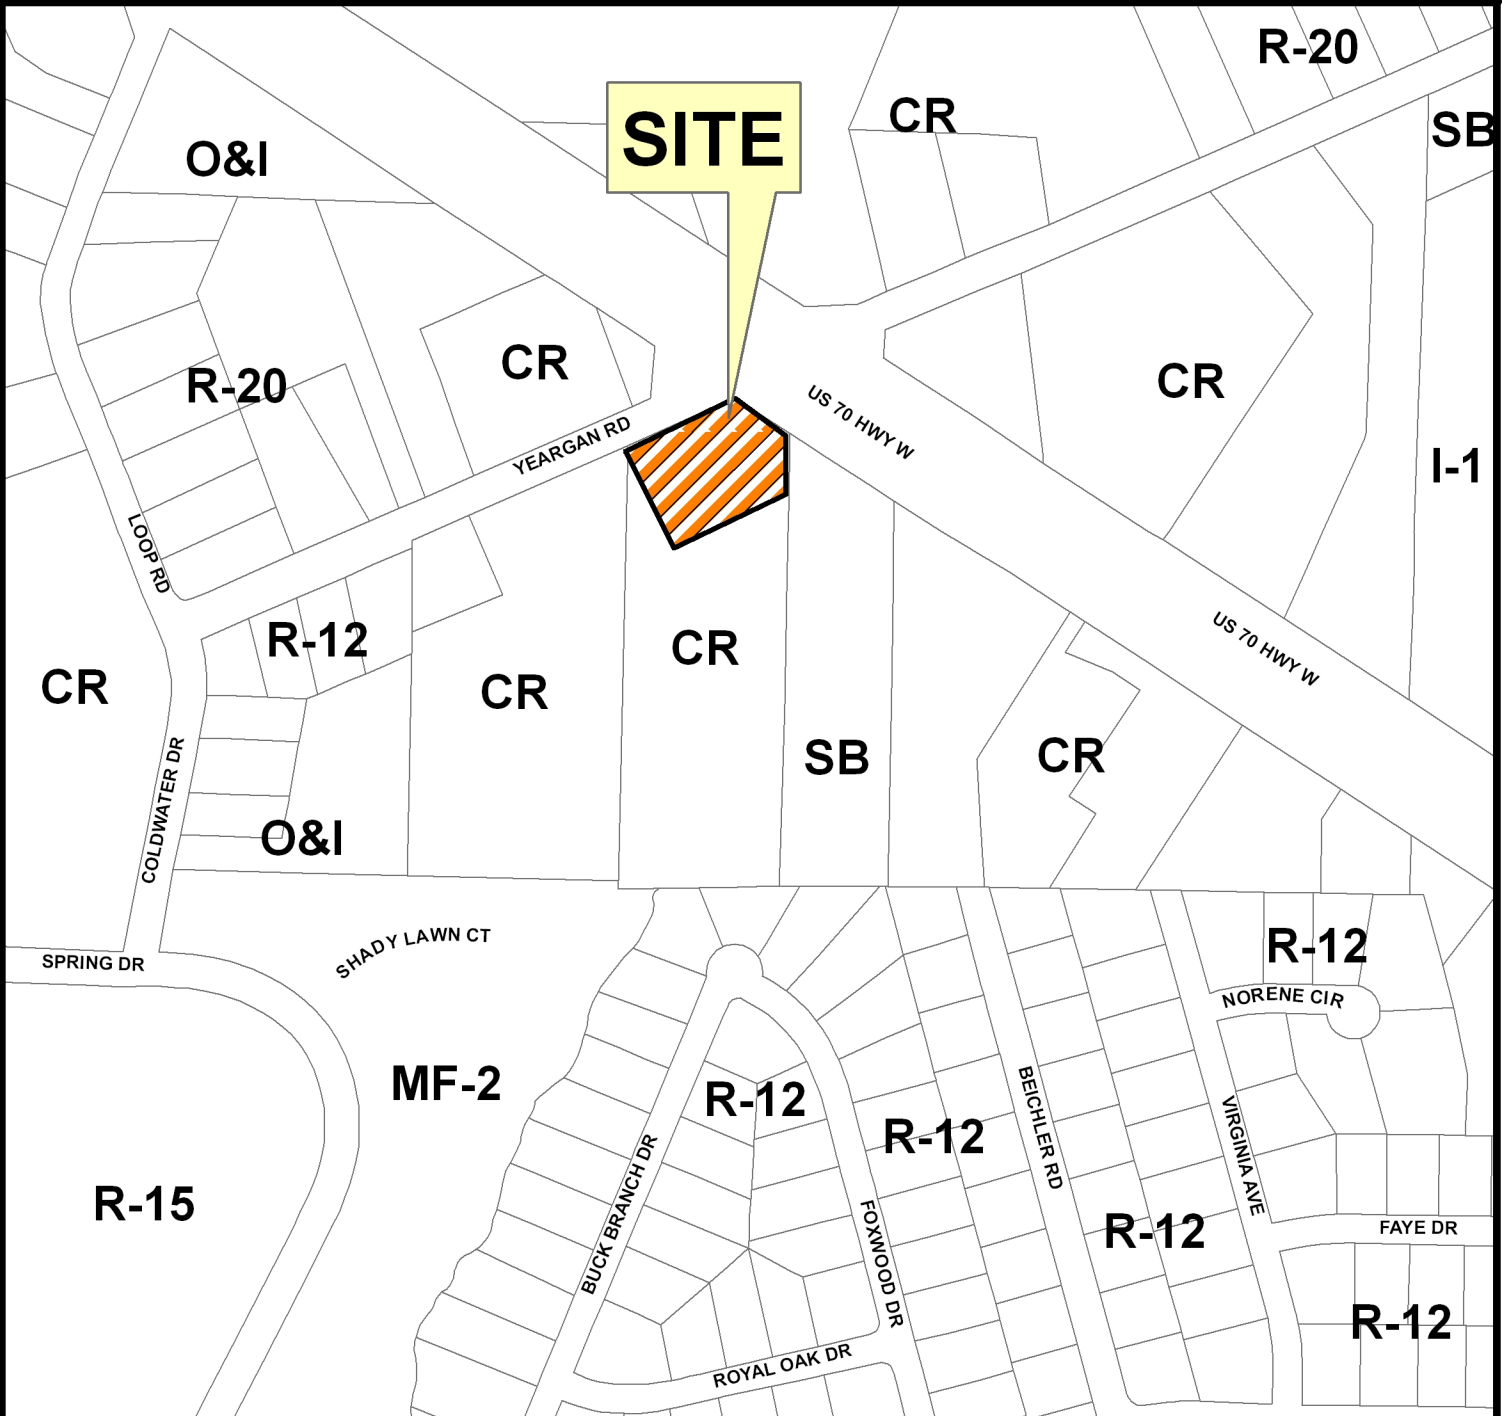 R-20
CR
SB
SITE
O&I
CR
R-20
CR
US 70 HWY W
YEARGAN RD
I-1
LOOP RD
R-12
CR
US 70 HWY W
CR
CR
SB
CR
COLDWATER DR
O&I
SHADY LAWN CT
SPRING DR
R-12
NORENE CIR
MF-2
R-12
R-12
BEICHLER RD
VIRGINIA AVE
R-15
BUCK BRANCH DR
FOXWOOD DR
R-12
FAYE DR
R-12
ROYAL OAK DR